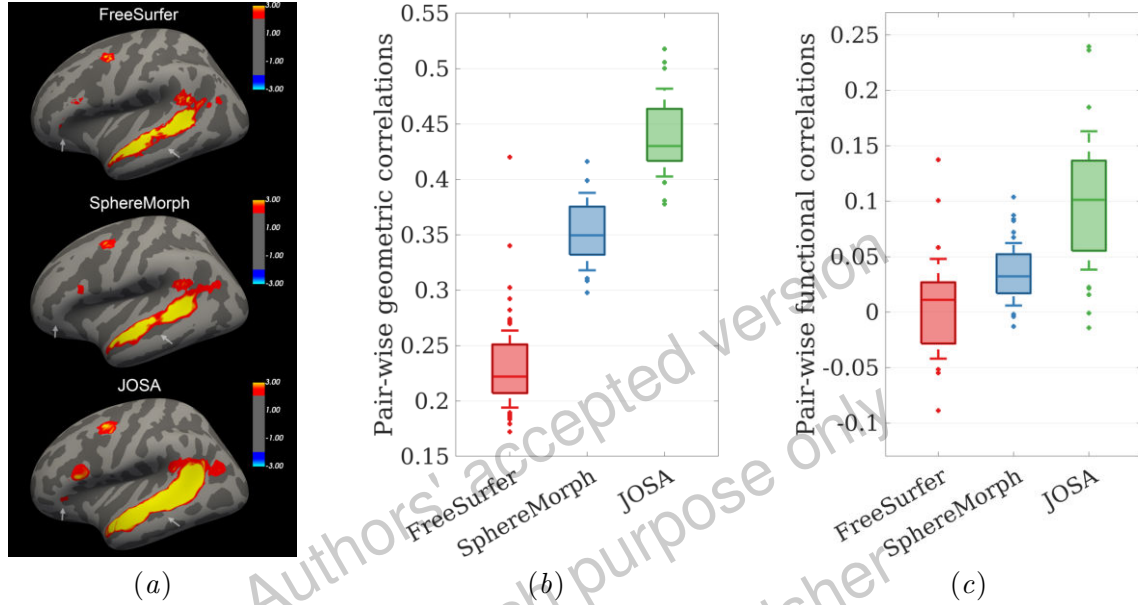 FreeSurfer
3.00
1.00
-1.00
-3.00
SphereMorph
3.00
1.00
-1.00
-3.00
JOSA
3.00
1.00
-1.00
-3.00
(a)
Pair-wise geometric correlations
0.55
0.5
0.45
0.4
0.35
0.3
0.25
0.2
0.15
FreeSurfer
SphereMorph
JOSA
(b)
Pair-wise functional correlations
0.25
0.2
0.15
0.1
0.05
0
-0.05
-0.1
FreeSurfer
SphereMorph
JOSA
(c)
Authors' accepted version
purpose only